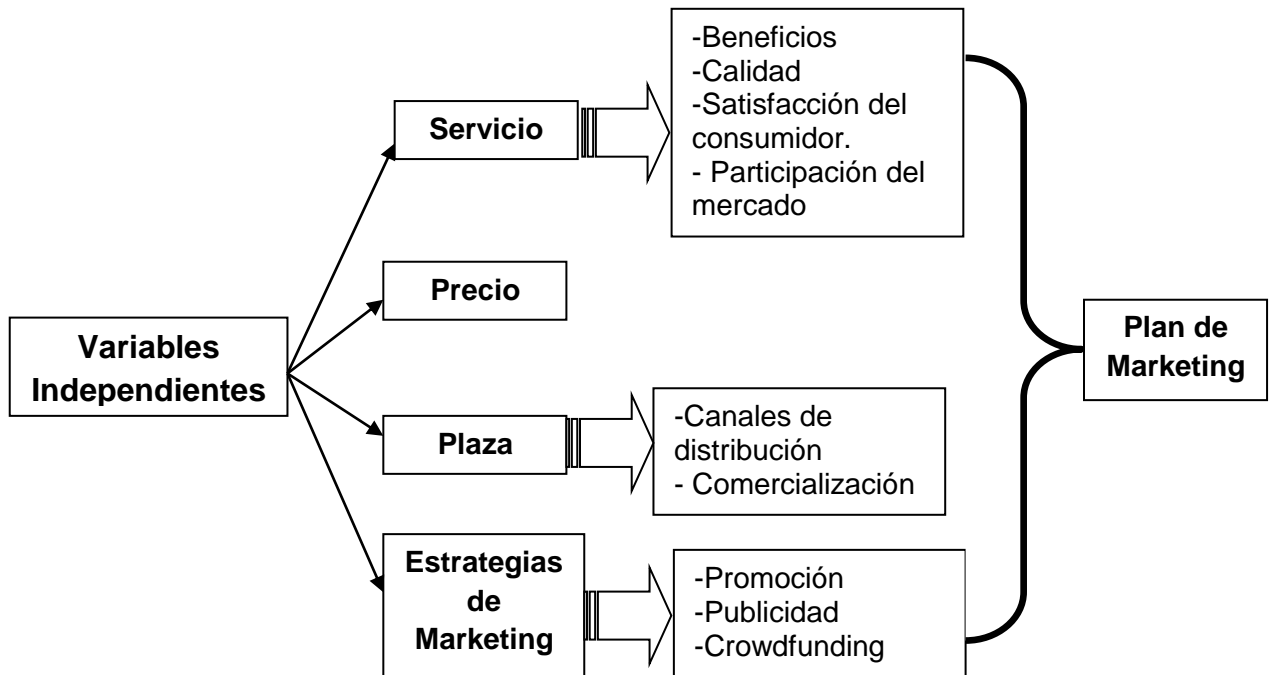 Variables
Independientes
Servicio
-Beneficios
-Calidad
-Satisfacción del
consumidor.
- Participación del
mercado
Precio
Plaza
-Canales de
distribución
- Comercialización
Estrategias
de
Marketing
-Promoción
-Publicidad
-Crowdfunding
Plan de
Marketing